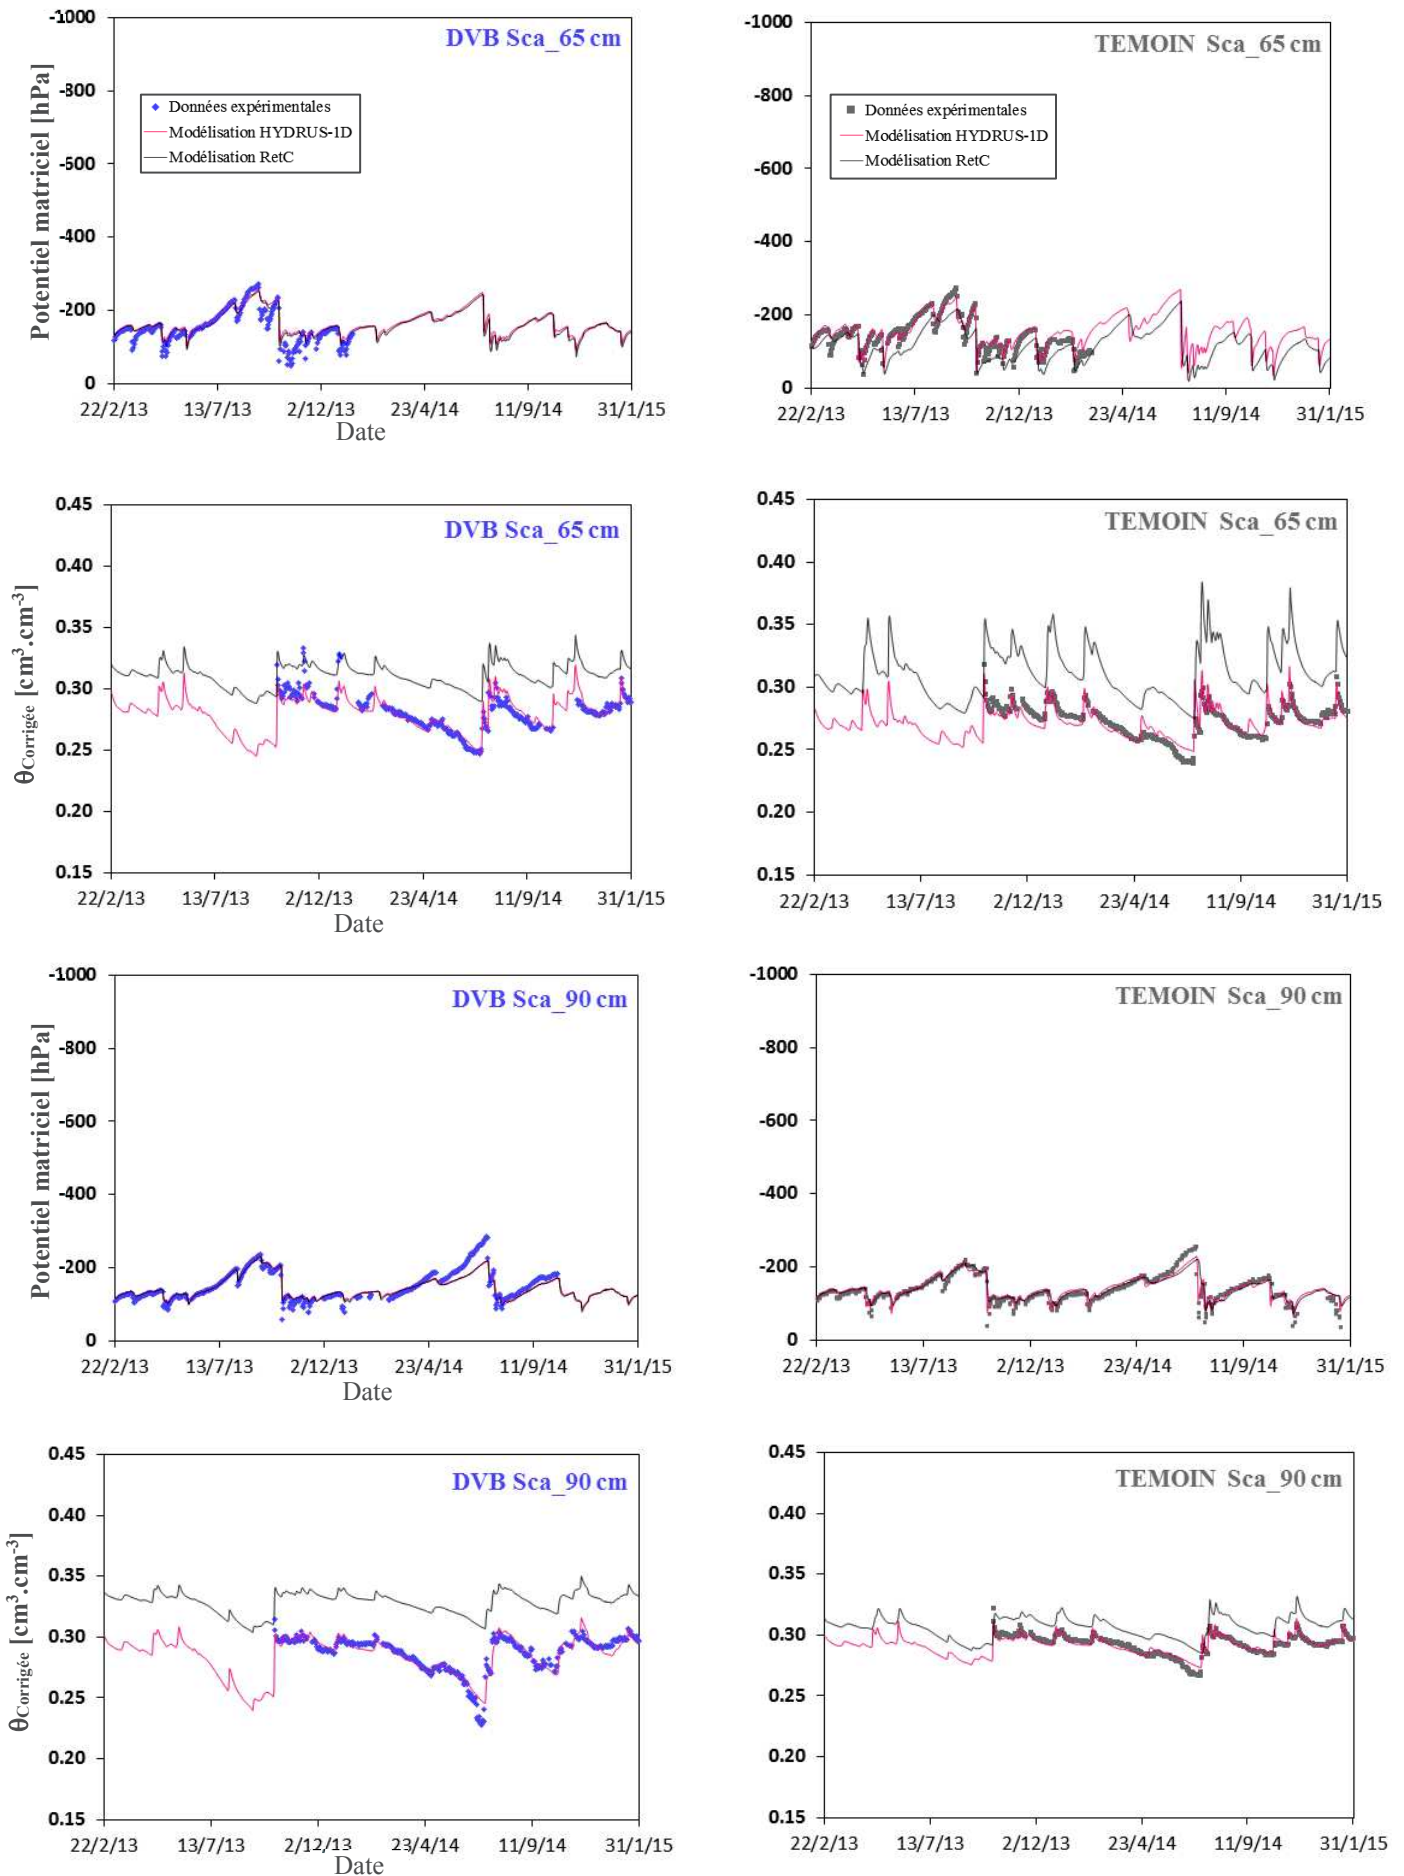 -1000
DVB Sca_65 cm
-800
Données expérimentales
Modélisation HYDRUS-1D
Modélisation RetC
-600
-400
-200
0
Potentiel matriciel [hPa]
22/2/13 13/7/13 2/12/13 23/4/14 11/9/14 31/1/15
Date
-1000
TEMOIN Sca_65 cm
-800
Données expérimentales
Modélisation HYDRUS-1D
Modélisation RetC
-600
-400
-200
0
22/2/13 13/7/13 2/12/13 23/4/14 11/9/14 31/1/15
0.45
DVB Sca_65 cm
0.40
0.35
0.30
0.25
0.20
0.15
θCorrigée [cm³.cm⁻³]
22/2/13 13/7/13 2/12/13 23/4/14 11/9/14 31/1/15
Date
0.45
TEMOIN Sca_65 cm
0.40
0.35
0.30
0.25
0.20
0.15
22/2/13 13/7/13 2/12/13 23/4/14 11/9/14 31/1/15
-1000
DVB Sca_90 cm
-800
-600
-400
-200
0
Potentiel matriciel [hPa]
22/2/13 13/7/13 2/12/13 23/4/14 11/9/14 31/1/15
Date
-1000
TEMOIN Sca_90 cm
-800
-600
-400
-200
0
22/2/13 13/7/13 2/12/13 23/4/14 11/9/14 31/1/15
0.45
DVB Sca_90 cm
0.40
0.35
0.30
0.25
0.20
0.15
θCorrigée [cm³.cm⁻³]
22/2/13 13/7/13 2/12/13 23/4/14 11/9/14 31/1/15
Date
0.45
TEMOIN Sca_90 cm
0.40
0.35
0.30
0.25
0.20
0.15
22/2/13 13/7/13 2/12/13 23/4/14 11/9/14 31/1/15